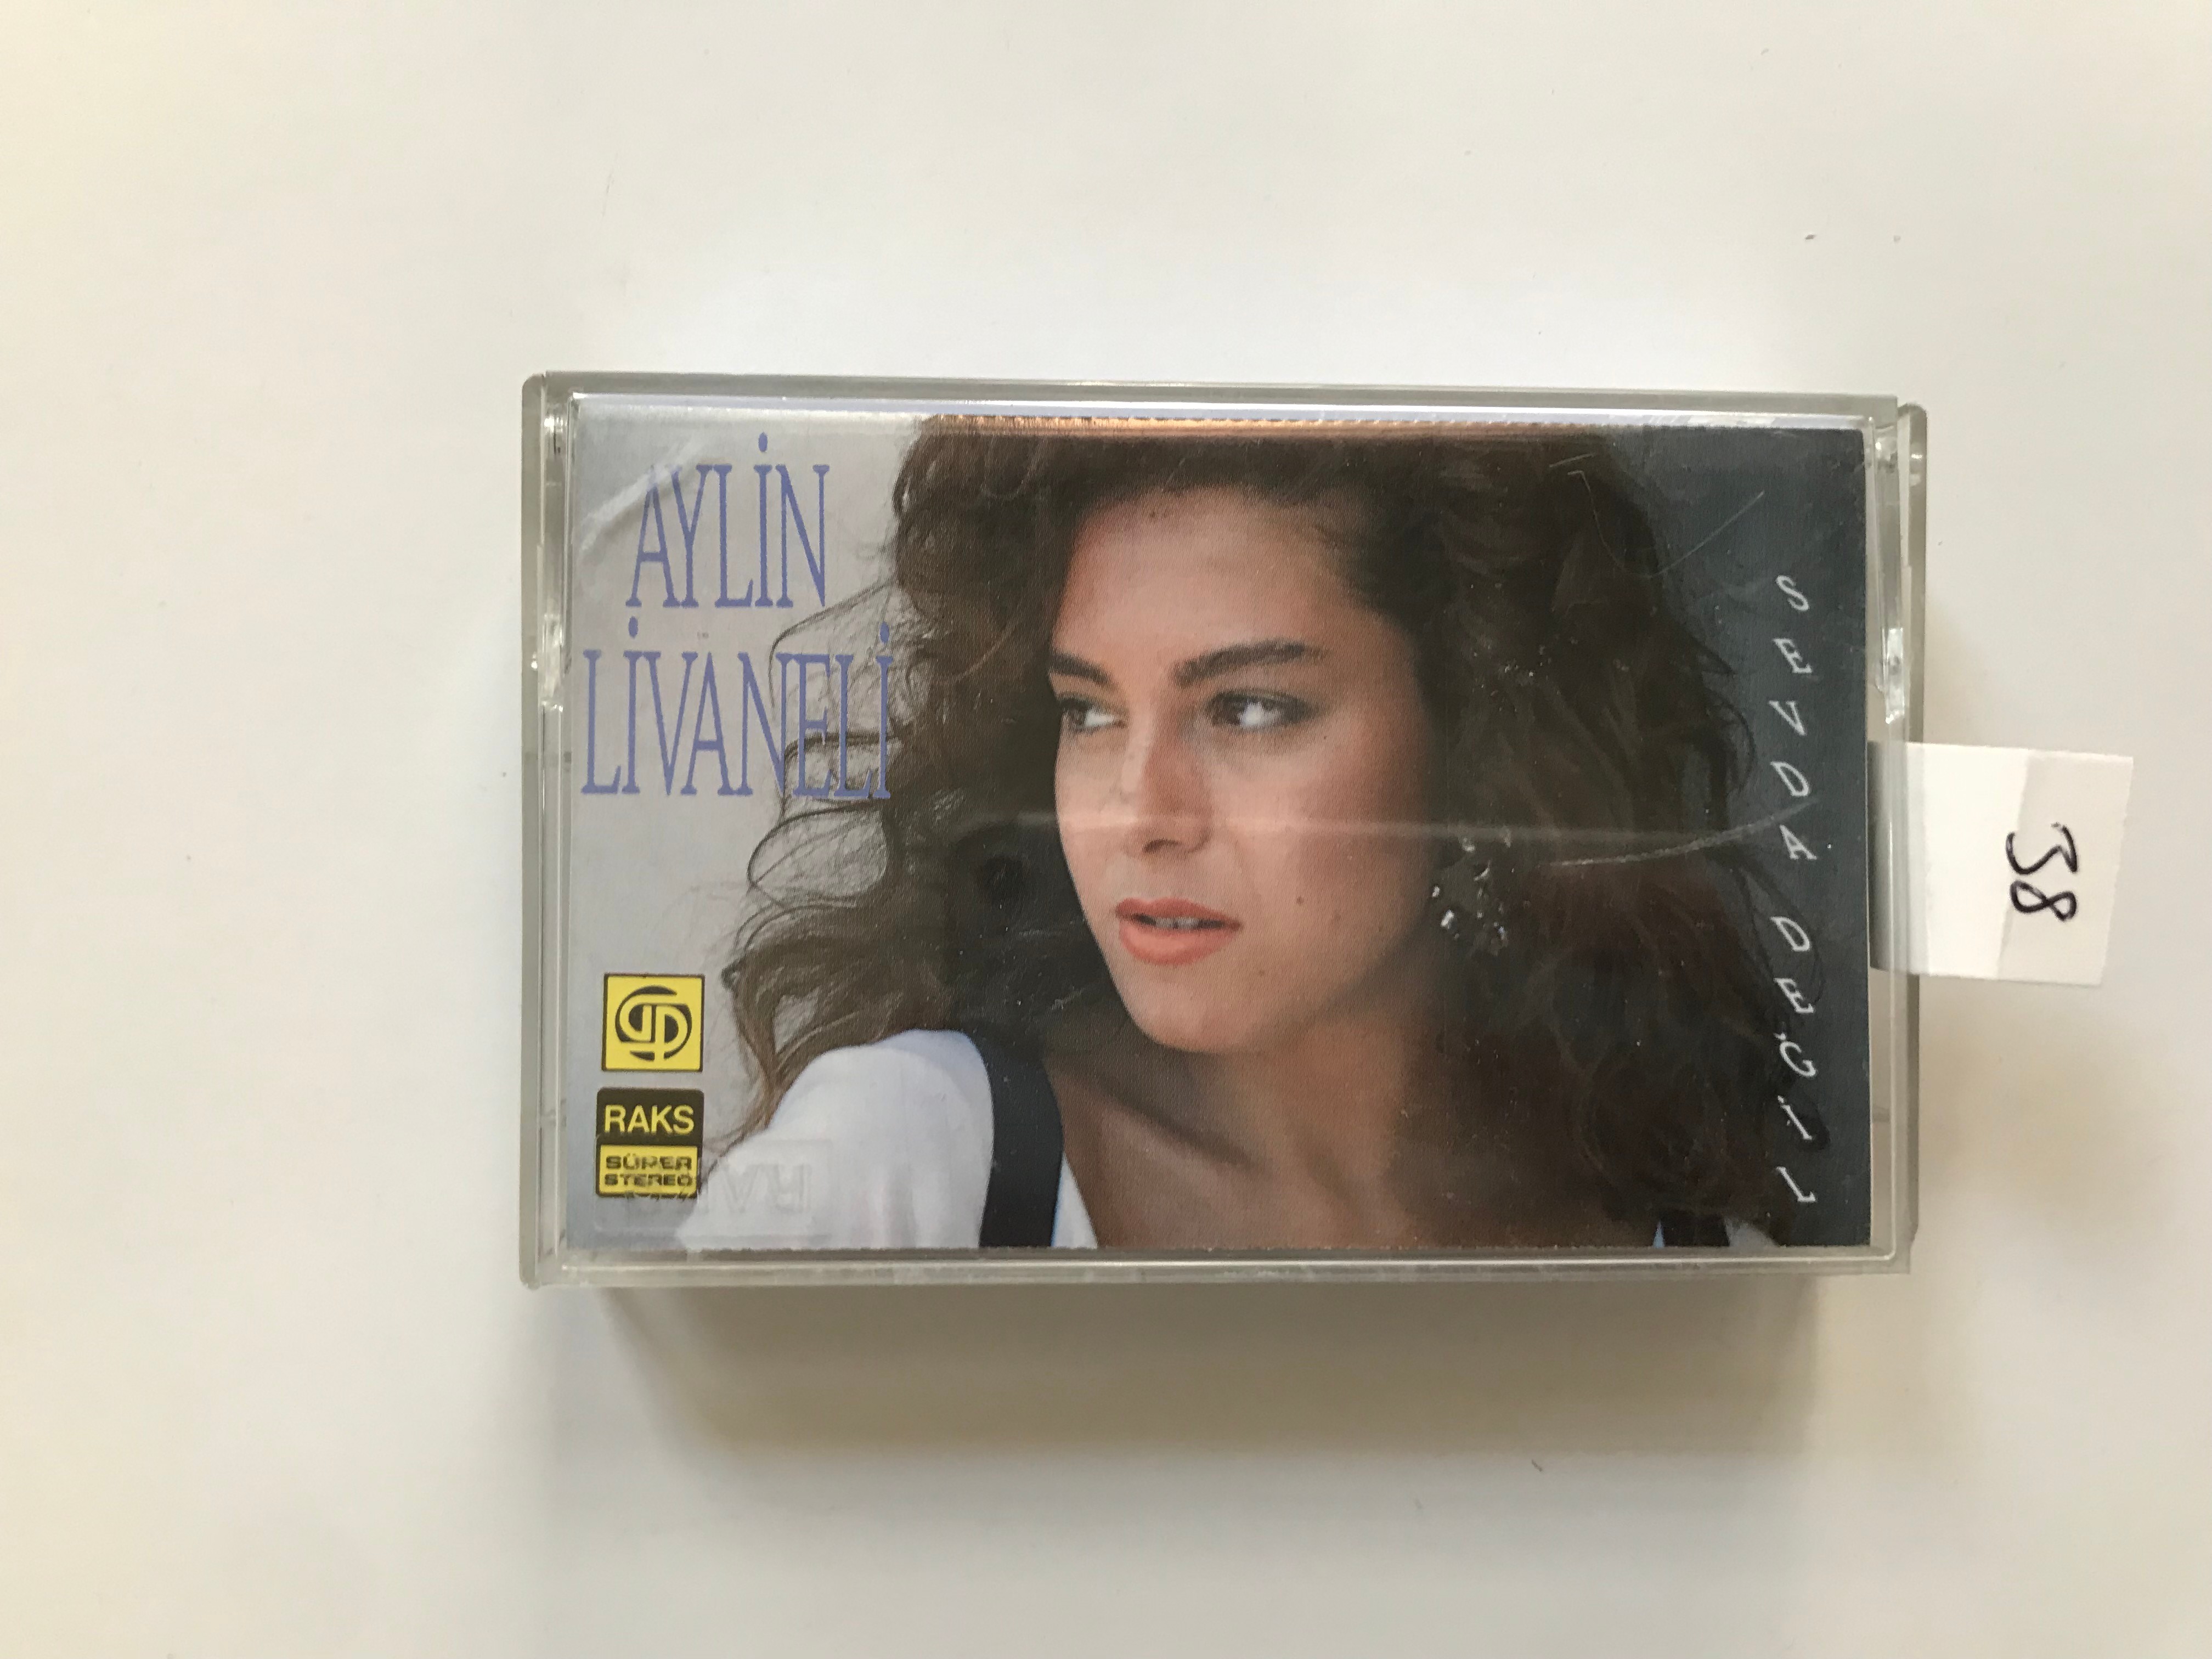 AYLİN
LİVANELİ
SEVDA DEĞİL
RAKS
SÜPER
STEREO
38